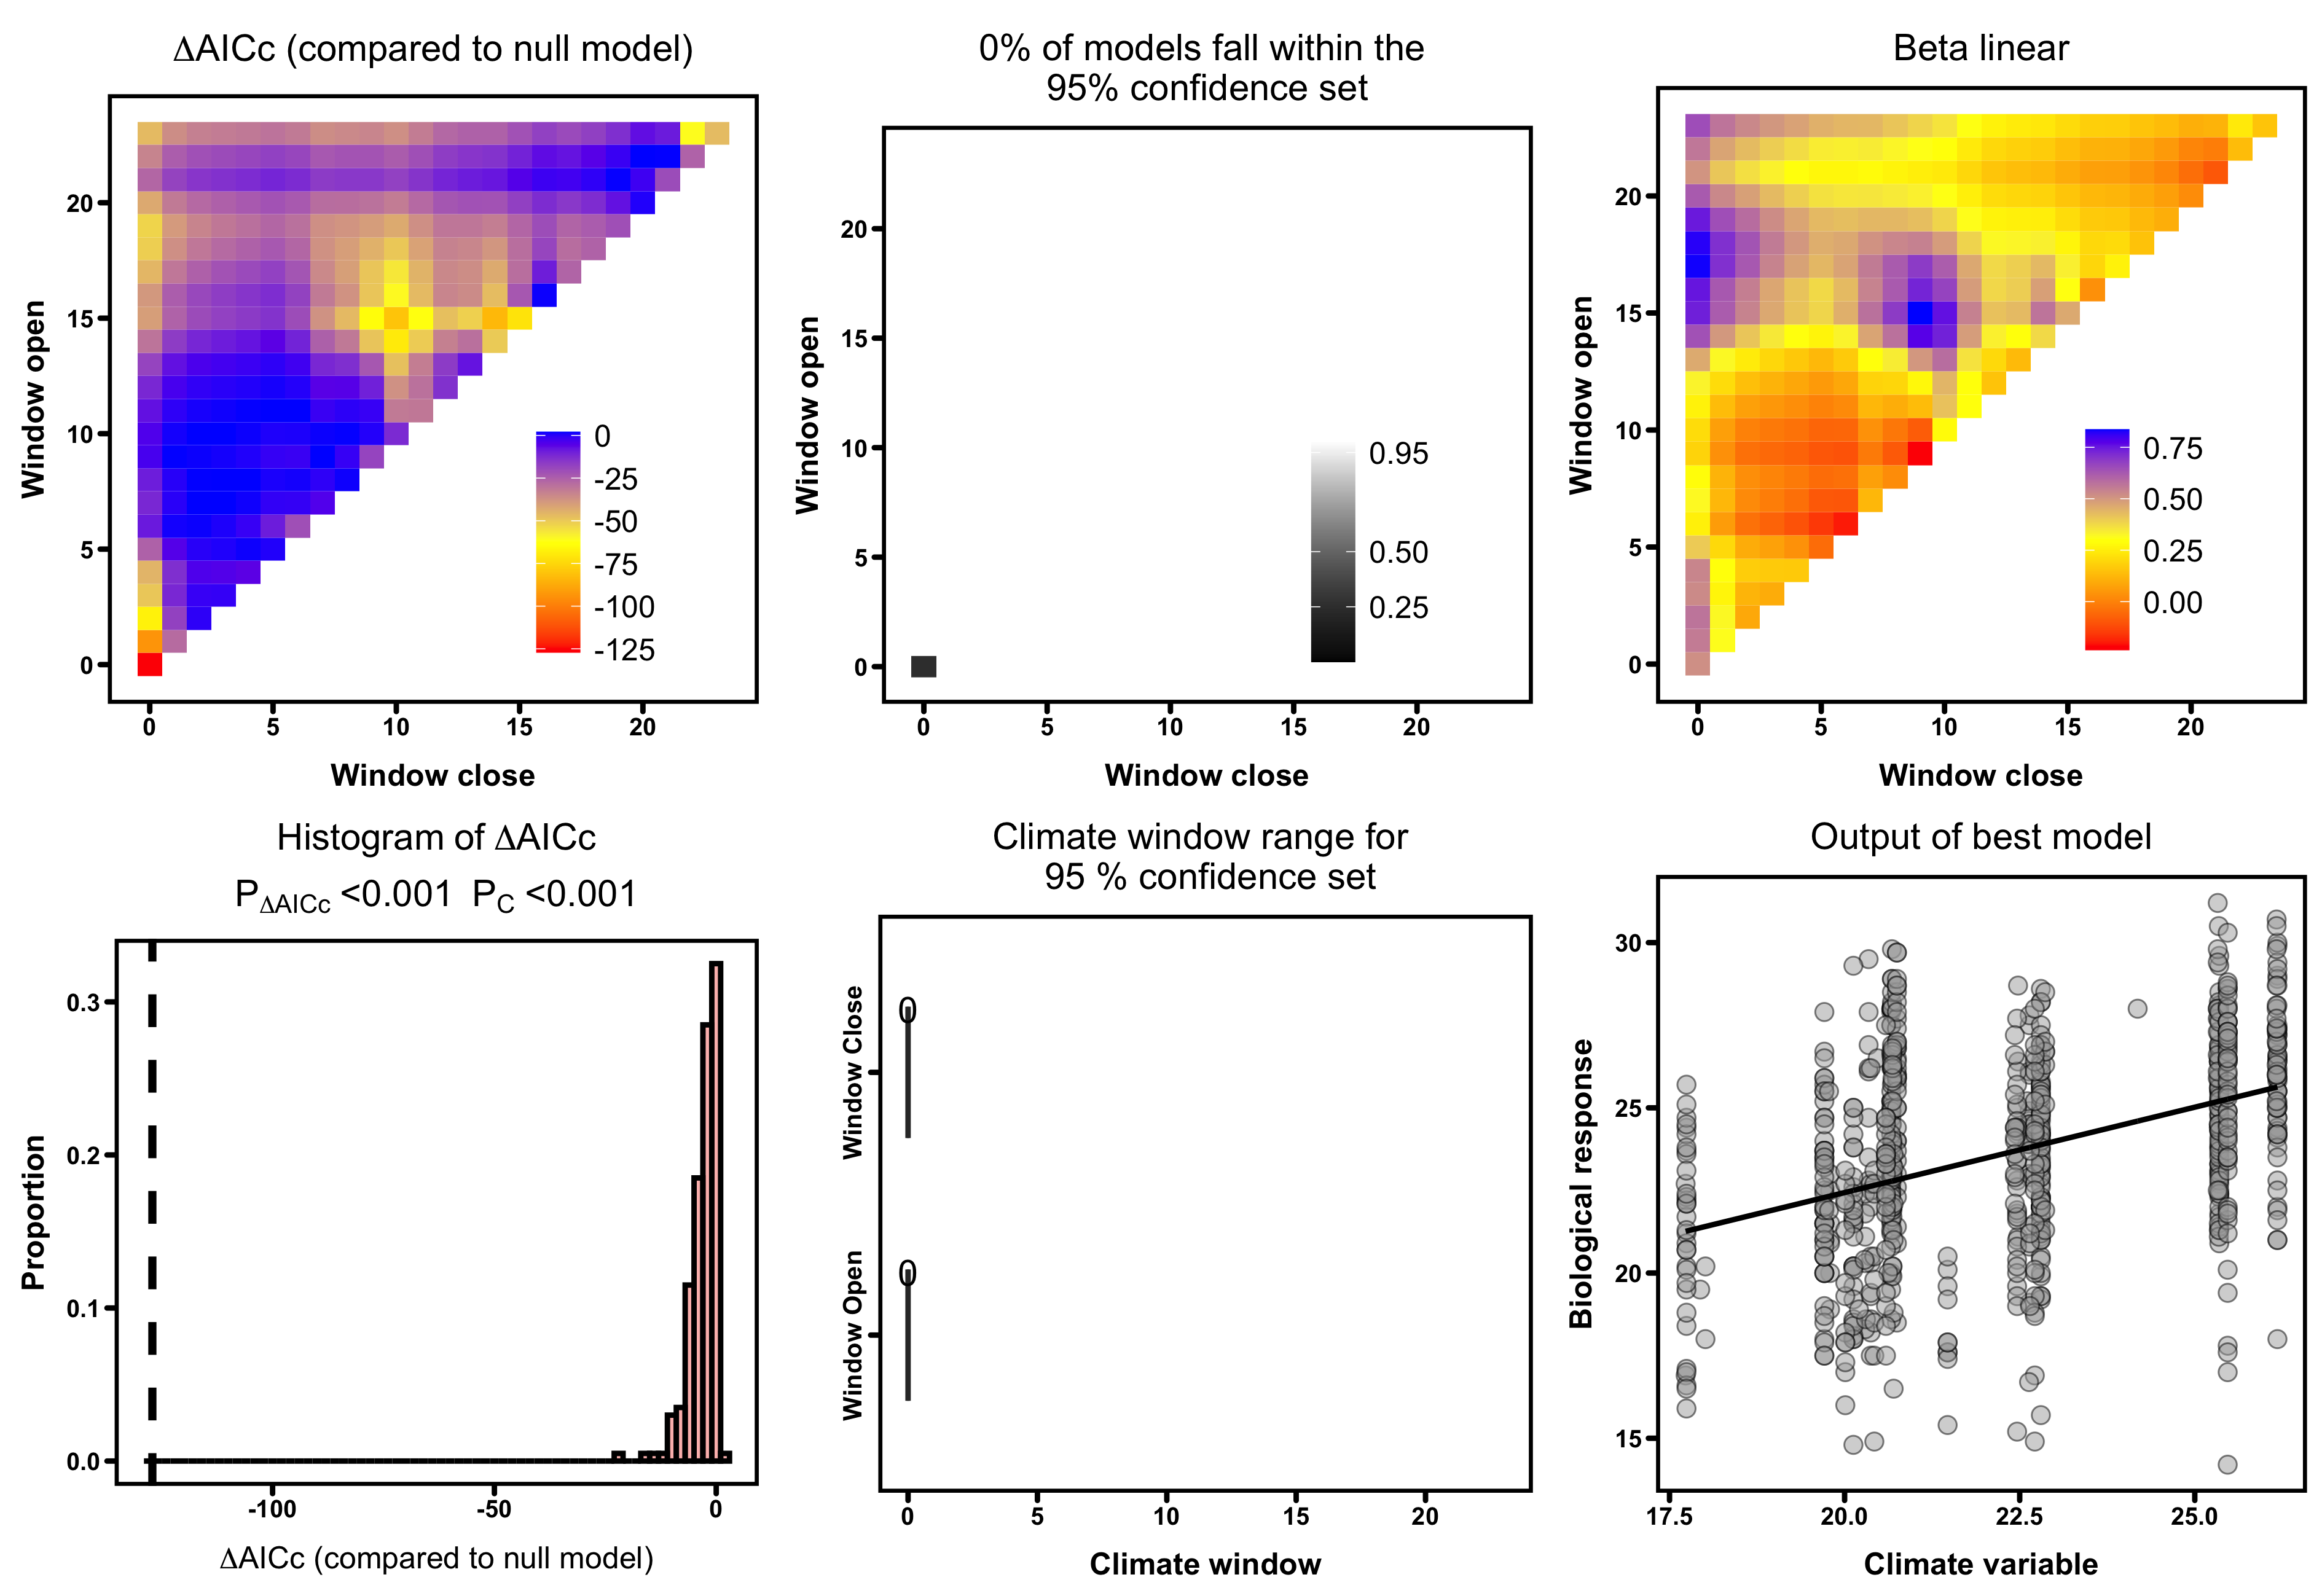 ΔAICc (compared to null model)
Window open
20
15
10
5
0
0
-25
-50
-75
-100
-125
0 5 10 15 20
Window close
0% of models fall within the
95% confidence set
Window open
20
15
10
5
0
0.95
0.50
0.25
0 5 10 15 20
Window close
Beta linear
Window open
20
15
10
5
0
0.75
0.50
0.25
0.00
0 5 10 15 20
Window close
Histogram of ΔAICc
PΔAICc <0.001 PC <0.001
Proportion
0.3
0.2
0.1
0.0
-100 -50 0
ΔAICc (compared to null model)
Climate window range for
95 % confidence set
Window Close
0
Window Open
0
0 5 10 15 20
Climate window
Output of best model
Biological response
30
25
20
15
17.5 20.0 22.5 25.0
Climate variable